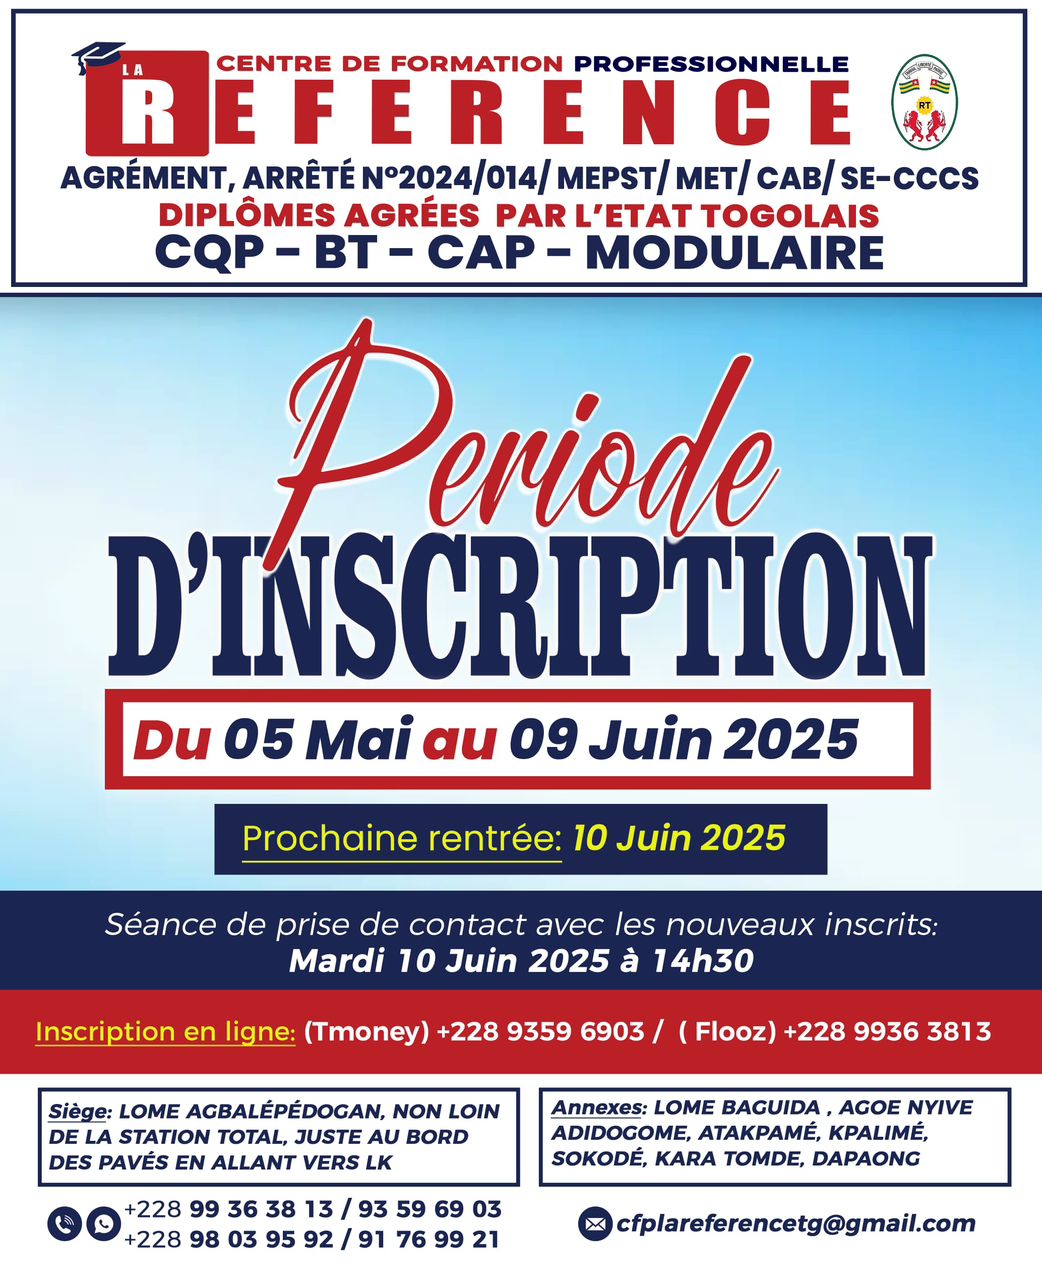 CENTRE DE FORMATION PROFESSIONNELLE
LA REFERENCE
AGRÉMENT, ARRÊTÉ N°2024/014/ MEPST/ MET/ CAB/ SE-CCCS
DIPLÔMES AGRÉES PAR L'ETAT TOGOLAIS
CQP - BT - CAP - MODULAIRE
RT
Periode
D'INSCRIPTION
Du 05 Mai au 09 Juin 2025
Prochaine rentrée: 10 Juin 2025
Séance de prise de contact avec les nouveaux inscrits:
Mardi 10 Juin 2025 à 14h30
Inscription en ligne: (Tmoney) +228 9359 6903 / ( Flooz) +228 9936 3813
Siège: LOME AGBALÉPÉDOGAN, NON LOIN
DE LA STATION TOTAL, JUSTE AU BORD
DES PAVÉS EN ALLANT VERS LK
Annexes: LOME BAGUIDA , AGOE NYIVE
ADIDOGOME, ATAKPAMÉ, KPALIMÉ,
SOKODÉ, KARA TOMDE, DAPAONG
+228 99 36 38 13 / 93 59 69 03
+228 98 03 95 92 / 91 76 99 21
cfplareferencetg@gmail.com